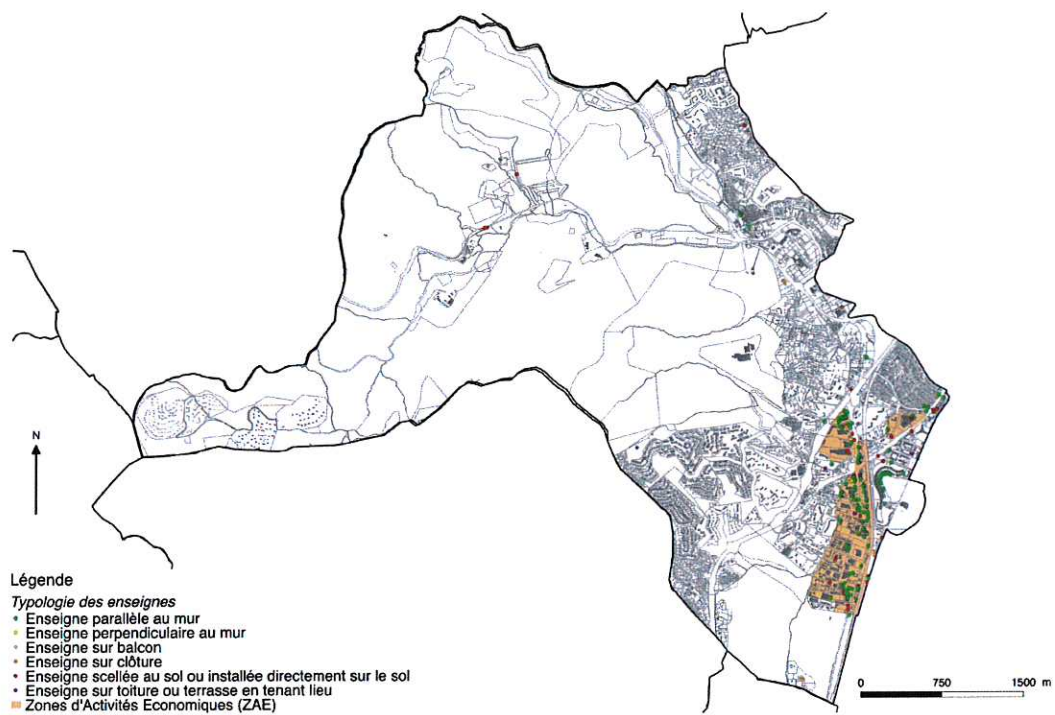 N
Légende
Typologie des enseignes
Enseigne parallèle au mur
Enseigne perpendiculaire au mur
Enseigne sur balcon
Enseigne sur clôture
Enseigne scellée au sol ou installée directement sur le sol
Enseigne sur toiture ou terrasse en tenant lieu
Zones d'Activités Economiques (ZAE)
0 750 1500 m